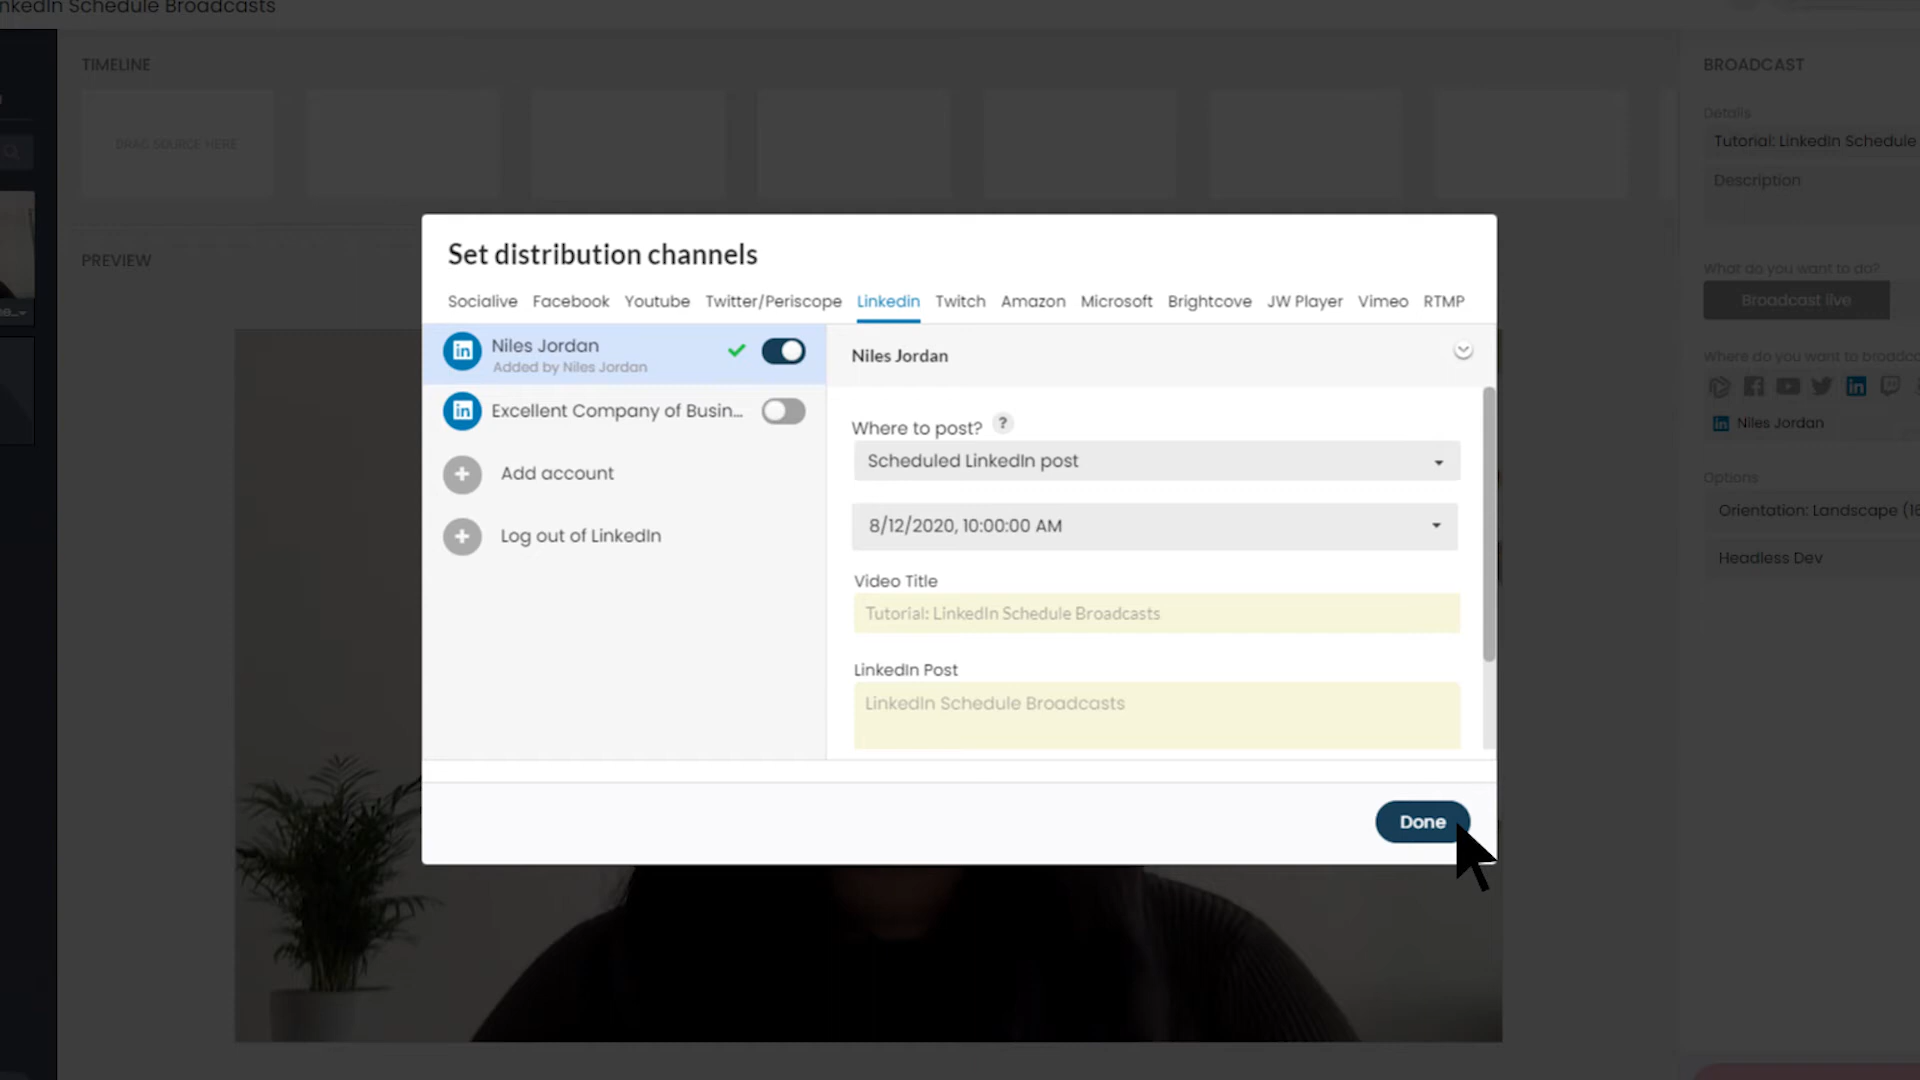 LinkedIn Schedule Broadcasts
TIMELINE
DRAG SOURCE HERE
PREVIEW
Set distribution channels
Socialive Facebook Youtube Twitter/Periscope Linkedin Twitch Amazon Microsoft Brightcove JW Player Vimeo RTMP
Niles Jordan
Added by Niles Jordan
Excellent Company of Busin...
Add account
Log out of LinkedIn
Niles Jordan
Where to post? ?
Scheduled LinkedIn post
8/12/2020, 10:00:00 AM
Video Title
Tutorial: LinkedIn Schedule Broadcasts
LinkedIn Post
LinkedIn Schedule Broadcasts
Done
BROADCAST
Details
Tutorial: LinkedIn Schedule
Description
What do you want to do?
Broadcast live
Where do you want to broadca
Niles Jordan
Options
Orientation: Landscape (16
Headless Dev